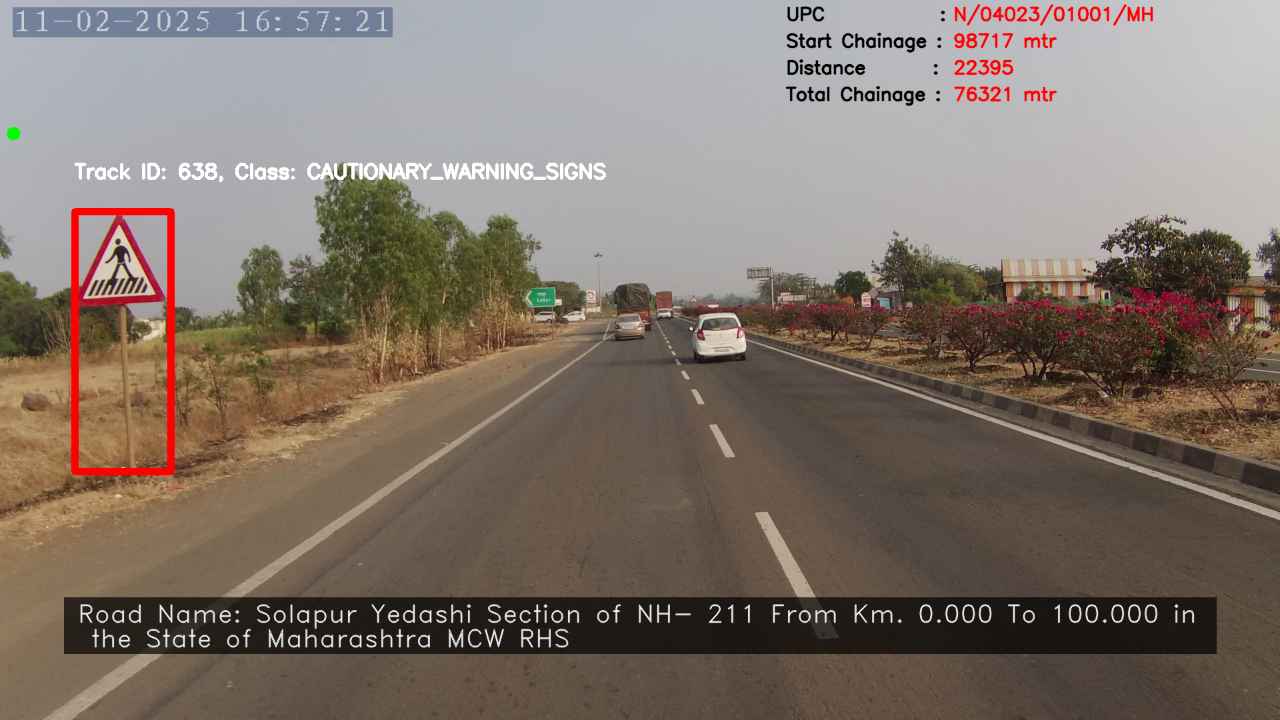 11-02-2025 16:57:21
UPC : N/04023/01001/MH
Start Chainage : 98717 mtr
Distance : 22395
Total Chainage : 76321 mtr
Track ID: 638, Class: CAUTIONARY_WARNING_SIGNS
Road Name: Solapur Yedashi Section of NH- 211 From Km. 0.000 To 100.000 in
the State of Maharashtra MCW RHS